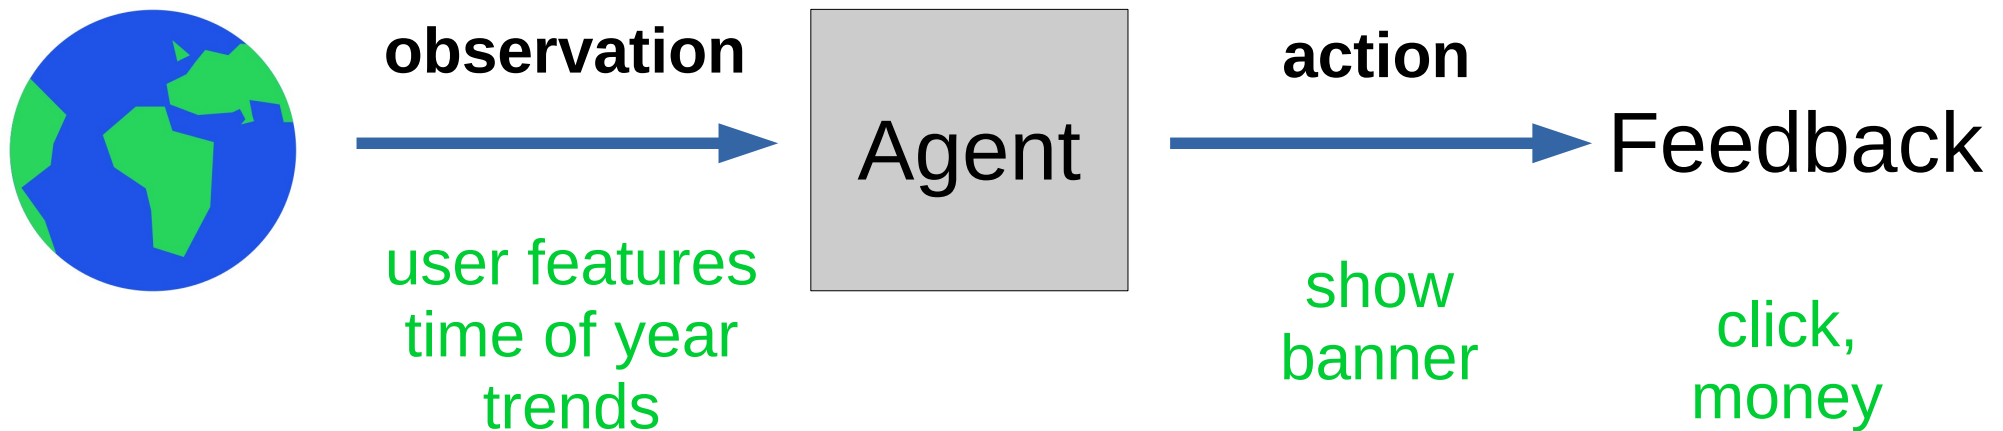 observation
Agent
action
Feedback
user features
time of year
trends
show
banner
click,
money